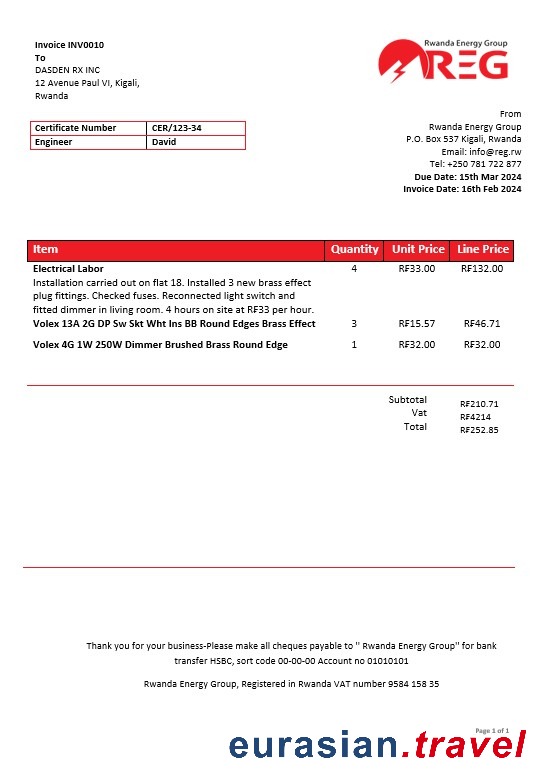 Invoice INV0010
To
DASDEN RX INC
12 Avenue Paul VI, Kigali,
Rwanda
Rwanda Energy Group
REG
Certificate Number CER/123-34
Engineer David
From
Rwanda Energy Group
P.O. Box 537 Kigali, Rwanda
Email: info@reg.rw
Tel: +250 781 722 877
Due Date: 15th Mar 2024
Invoice Date: 16th Feb 2024
Item Quantity Unit Price Line Price
Electrical Labor 4 RF33.00 RF132.00
Installation carried out on flat 18. Installed 3 new brass effect
plug fittings. Checked fuses. Reconnected light switch and
fitted dimmer in living room. 4 hours on site at RF33 per hour.
Volex 13A 2G DP Sw Skt Wht Ins BB Round Edges Brass Effect 3 RF15.57 RF46.71
Volex 4G 1W 250W Dimmer Brushed Brass Round Edge 1 RF32.00 RF32.00
Subtotal RF210.71
Vat RF4214
Total RF252.85
Thank you for your business-Please make all cheques payable to " Rwanda Energy Group" for bank
transfer HSBC, sort code 00-00-00 Account no 01010101
Rwanda Energy Group, Registered in Rwanda VAT number 9584 158 35
Page 1 of 1
eurasian.travel